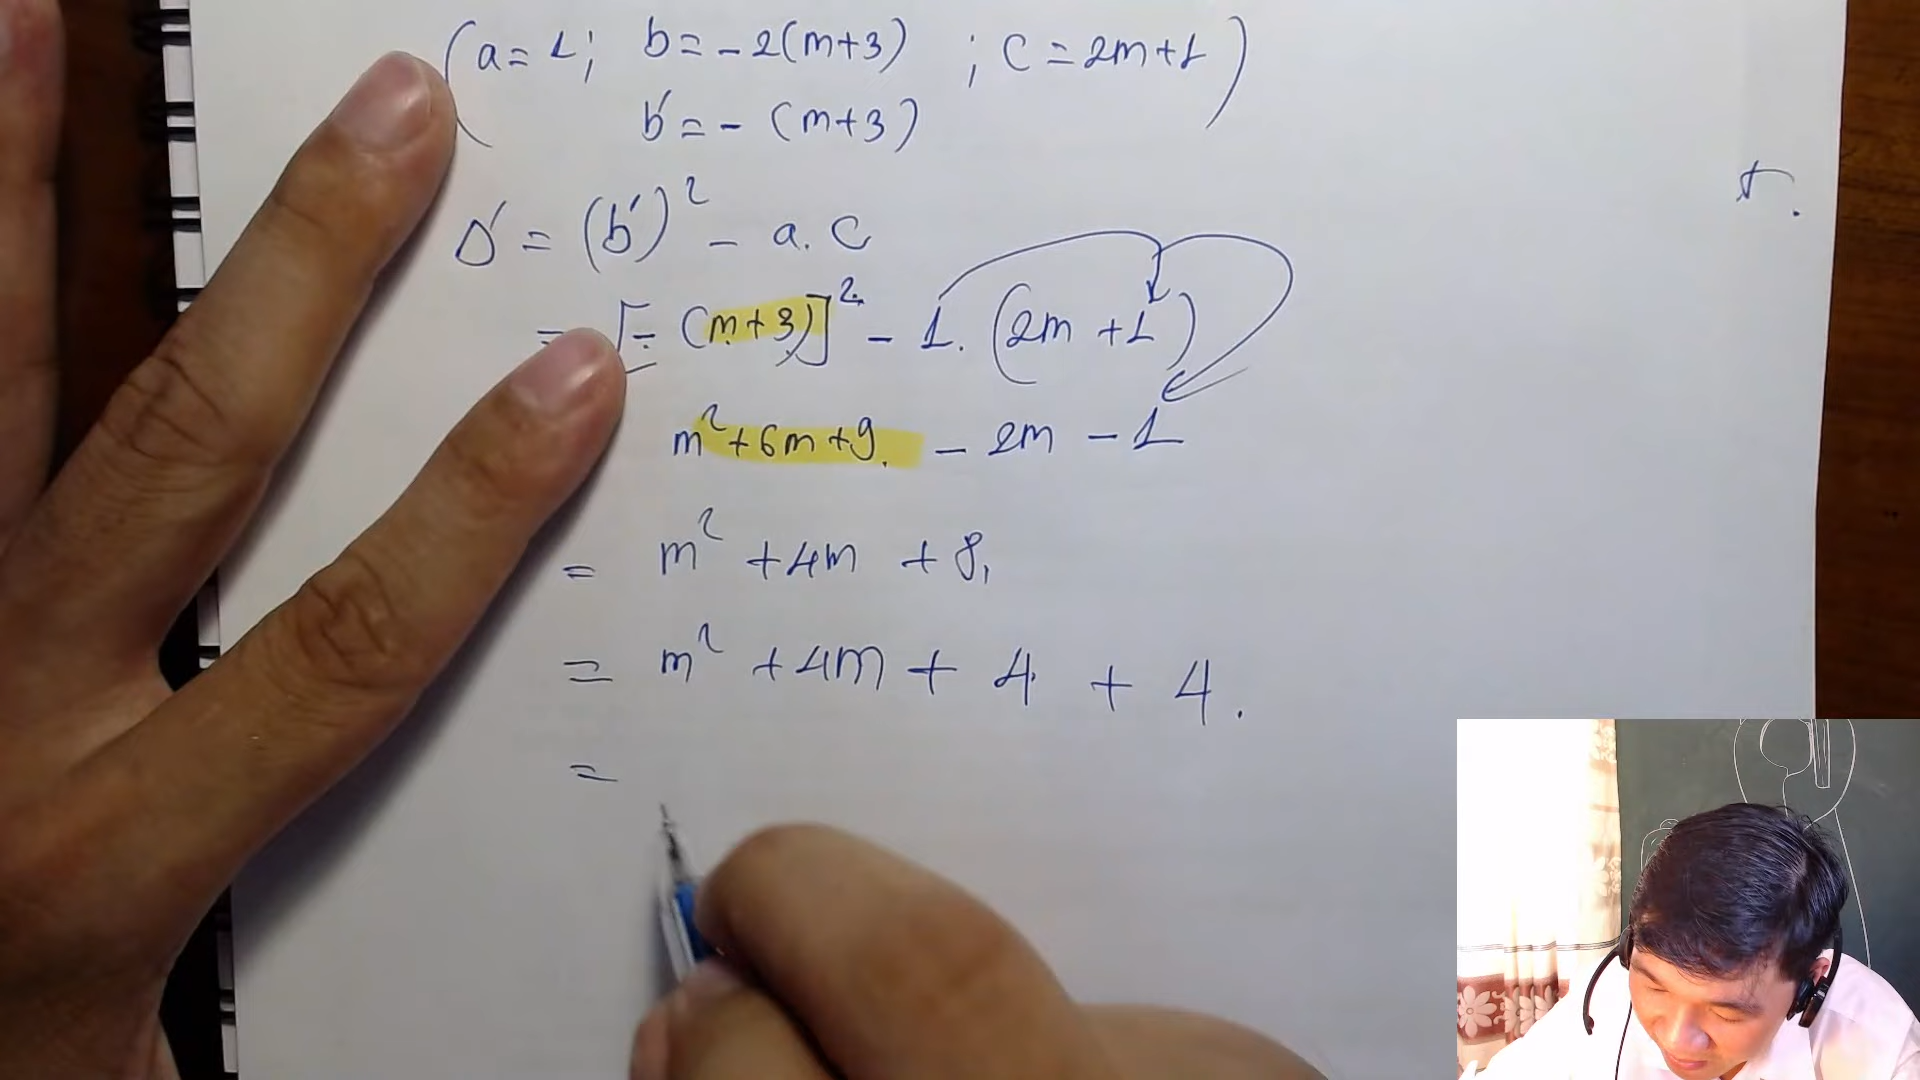 (a = 1; b = -2(m+3) ; c = 2m+1)
b' = - (m+3)
t.
Δ' = (b')² - a.c
= [- (m+3)]² - 1. (2m +1)
m² + 6m + 9 - 2m - 1
= m² + 4m + 8
= m² + 4m + 4 + 4.
=